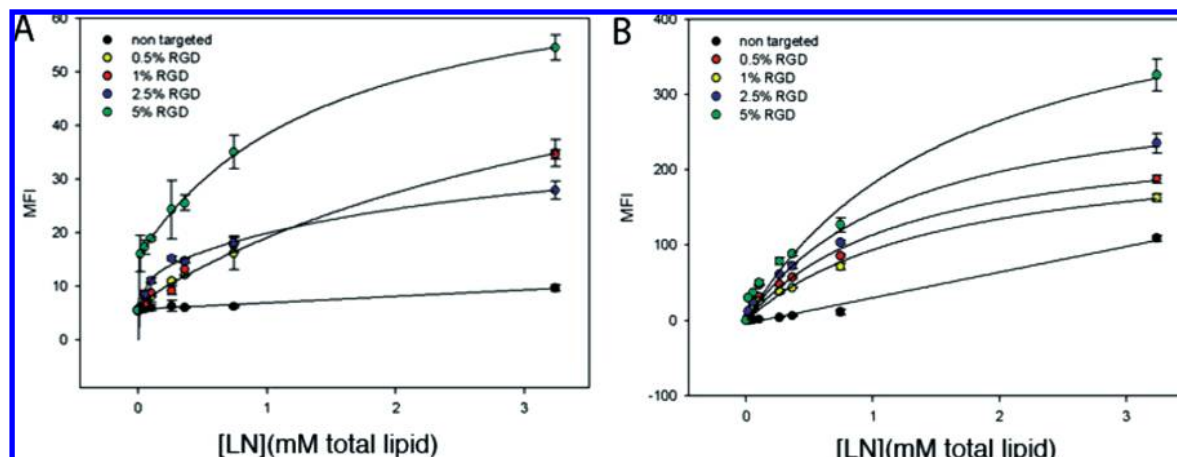 A
non targeted
0.5% RGD
1% RGD
2.5% RGD
5% RGD
60
50
40
30
20
10
0
MFI
0 1 2 3
[LN](mM total lipid)
B
non targeted
0.5% RGD
1% RGD
2.5% RGD
5% RGD
400
300
200
100
0
-100
MFI
0 1 2 3
[LN](mM total lipid)